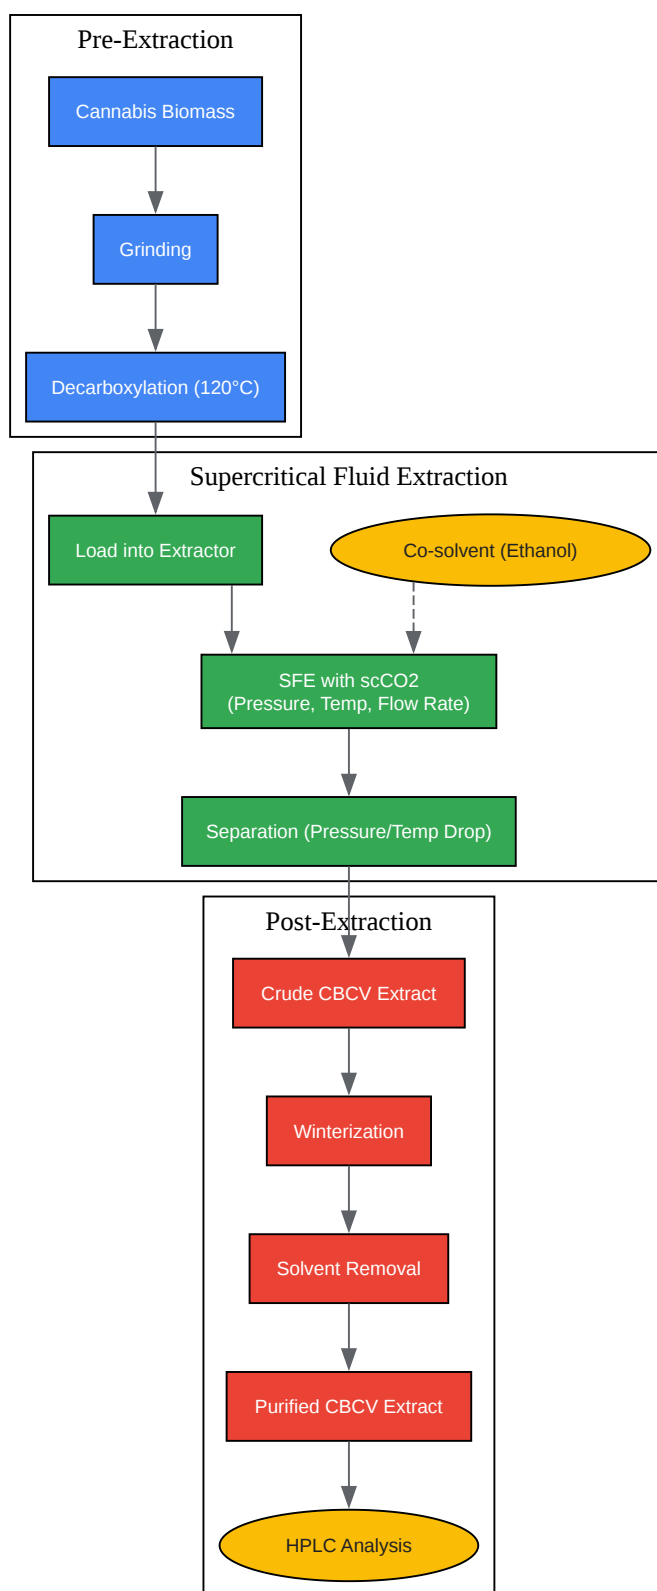 Pre-Extraction
Cannabis Biomass
Grinding
Decarboxylation (120°C)
Supercritical Fluid Extraction
Load into Extractor
Co-solvent (Ethanol)
SFE with scCO2
(Pressure, Temp, Flow Rate)
Separation (Pressure/Temp Drop)
Post-Extraction
Crude CBCV Extract
Winterization
Solvent Removal
Purified CBCV Extract
HPLC Analysis